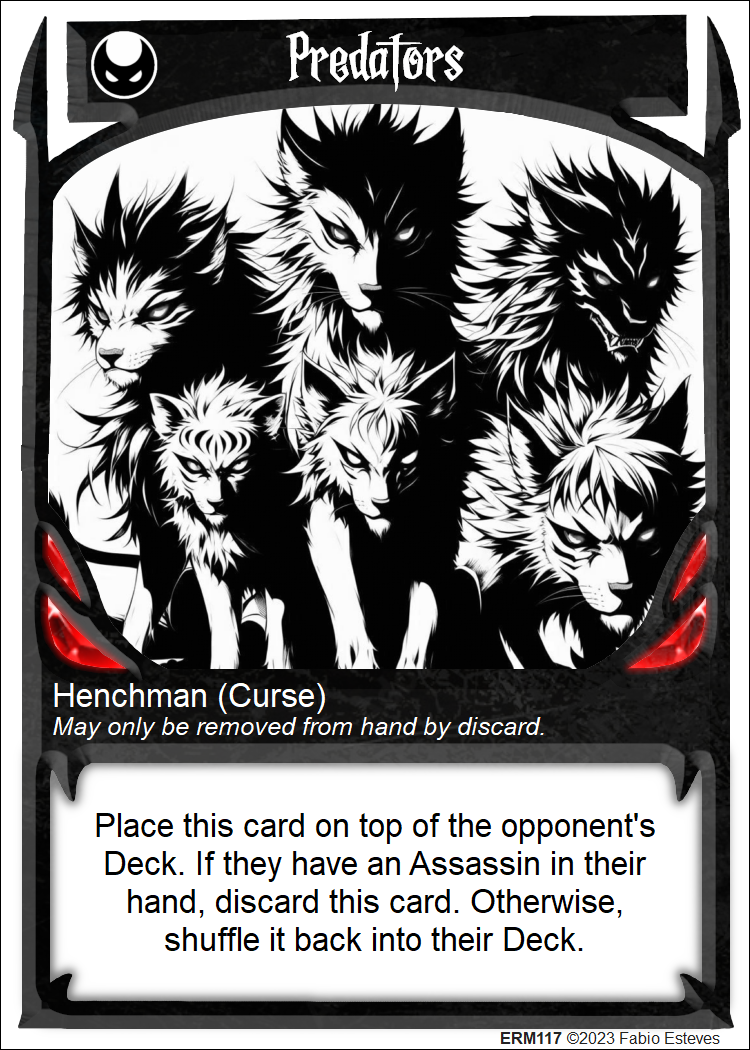 Predators
Henchman (Curse)
May only be removed from hand by discard.
Place this card on top of the opponent's
Deck. If they have an Assassin in their
hand, discard this card. Otherwise,
shuffle it back into their Deck.
ERM117 ©2023 Fabio Esteves